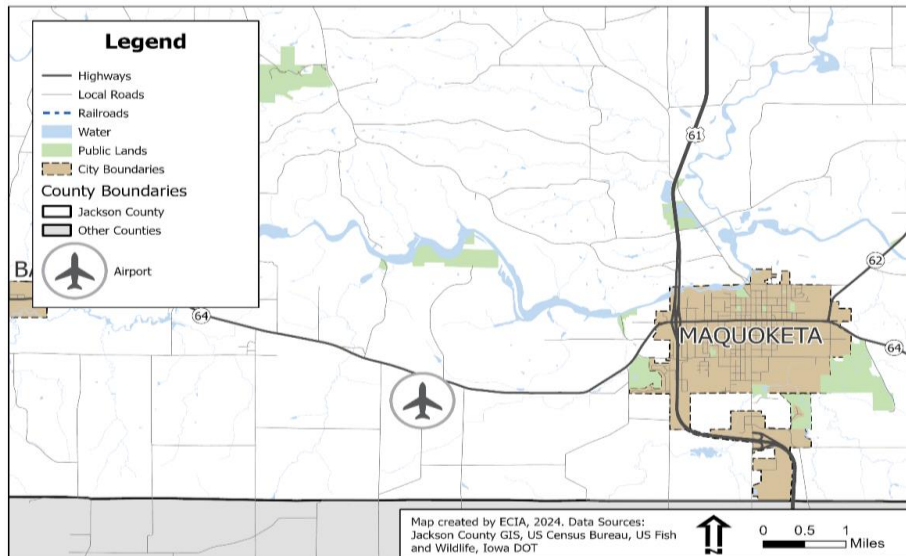 Legend
Highways
Local Roads
Railroads
Water
Public Lands
City Boundaries
County Boundaries
Jackson County
Other Counties
Airport
61
62
BA
64
MAQUOKETA
64
Map created by ECIA, 2024. Data Sources:
Jackson County GIS, US Census Bureau, US Fish
and Wildlife, Iowa DOT
N
0 0.5 1
Miles